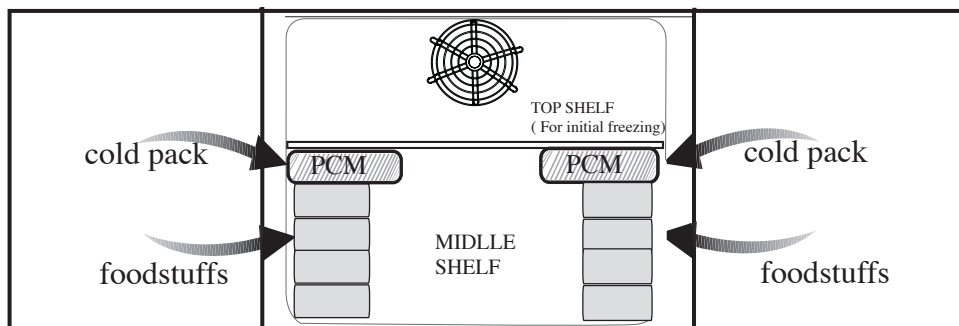 TOP SHELF
( For initial freezing)
cold pack
PCM
PCM
cold pack
MIDLLE
SHELF
foodstuffs
foodstuffs